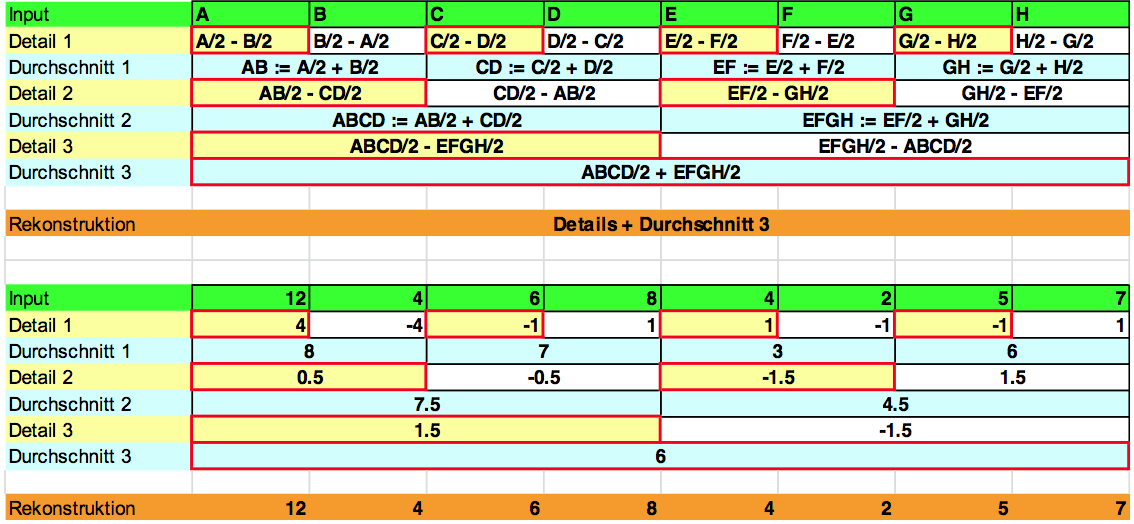 Input A B C D E F G H
Detail 1 A/2 - B/2 B/2 - A/2 C/2 - D/2 D/2 - C/2 E/2 - F/2 F/2 - E/2 G/2 - H/2 H/2 - G/2
Durchschnitt 1 AB := A/2 + B/2 CD := C/2 + D/2 EF := E/2 + F/2 GH := G/2 + H/2
Detail 2 AB/2 - CD/2 CD/2 - AB/2 EF/2 - GH/2 GH/2 - EF/2
Durchschnitt 2 ABCD := AB/2 + CD/2 EFGH := EF/2 + GH/2
Detail 3 ABCD/2 - EFGH/2 EFGH/2 - ABCD/2
Durchschnitt 3 ABCD/2 + EFGH/2
Rekonstruktion Details + Durchschnitt 3
Input 12 4 6 8 4 2 5 7
Detail 1 4 -4 -1 1 1 -1 -1 1
Durchschnitt 1 8 7 3 6
Detail 2 0.5 -0.5 -1.5 1.5
Durchschnitt 2 7.5 4.5
Detail 3 1.5 -1.5
Durchschnitt 3 6
Rekonstruktion 12 4 6 8 4 2 5 7